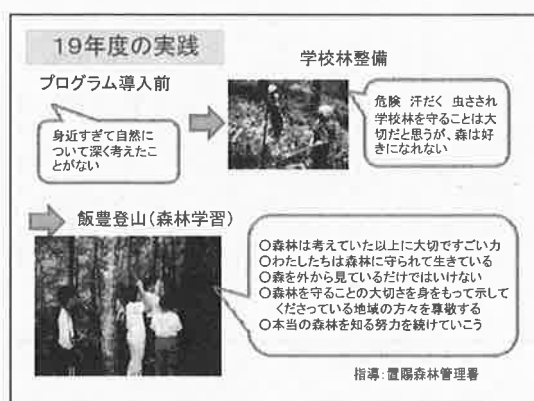 19年度の実践
プログラム導入前
身近すぎて自然に
ついて深く考えたこ
とがない
学校林整備
危険 汗だく 虫さされ
学校林を守ることは大
切だと思うが、森は好
きになれない
飯豊登山(森林学習)
○森林は考えていた以上に大切ですごい力
○わたしたちは森林に守られて生きている
○森を外から見ているだけではいけない
○森林を守ることの大切さを身をもって示して
くださっている地域の方々を尊敬する
○本当の森林を知る努力を続けていこう
指導:置賜森林管理署